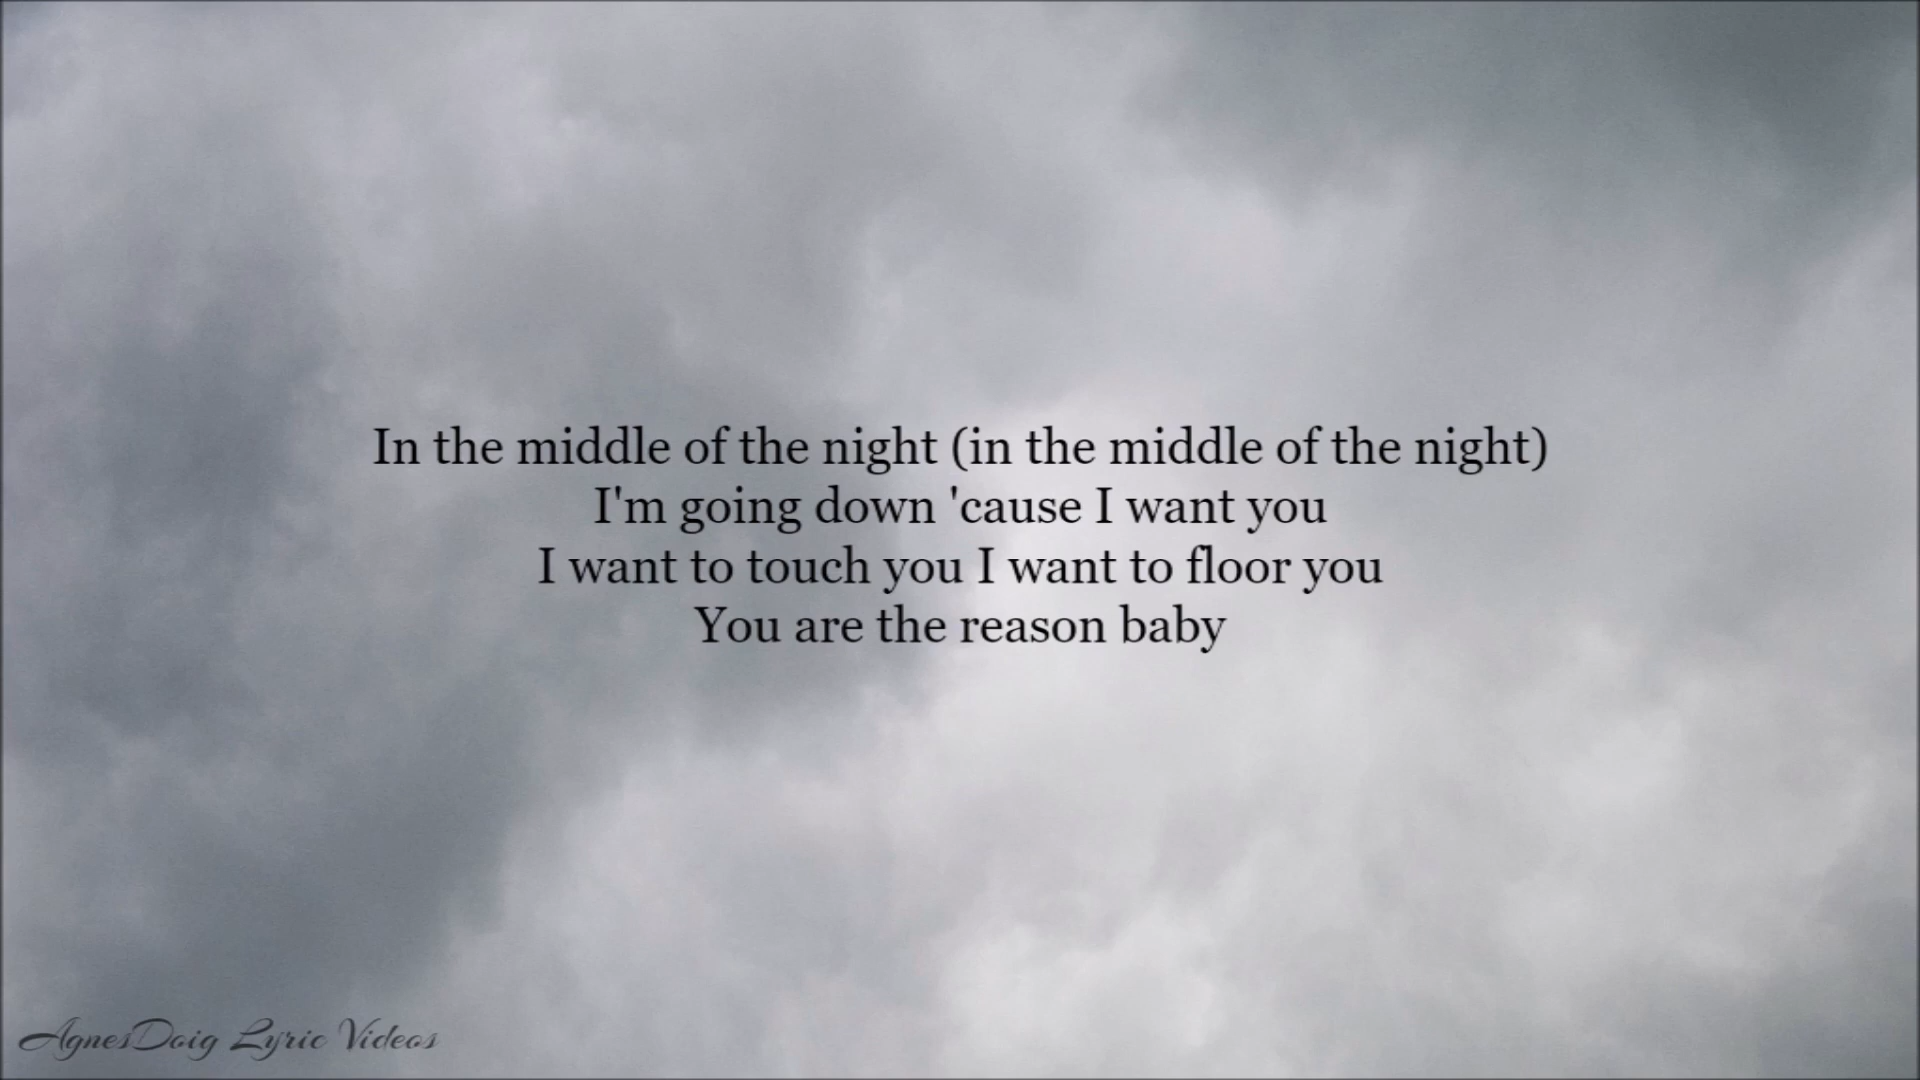 In the middle of the night (in the middle of the night)
I'm going down 'cause I want you
I want to touch you I want to floor you
You are the reason baby
AgnesDoig Lyric Videos